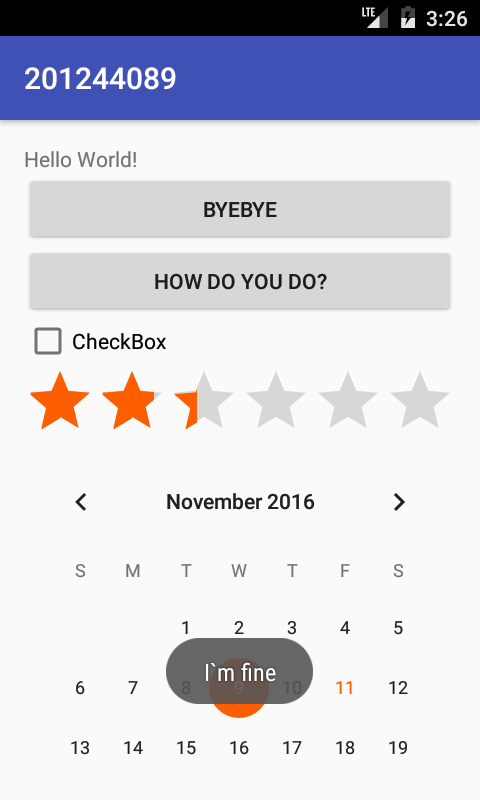 LTE 3:26
201244089
Hello World!
BYEBYE
HOW DO YOU DO?
CheckBox
November 2016
S M T W T F S
1 2 3 4 5
6 7 8 9 10 11 12
I`m fine
13 14 15 16 17 18 19